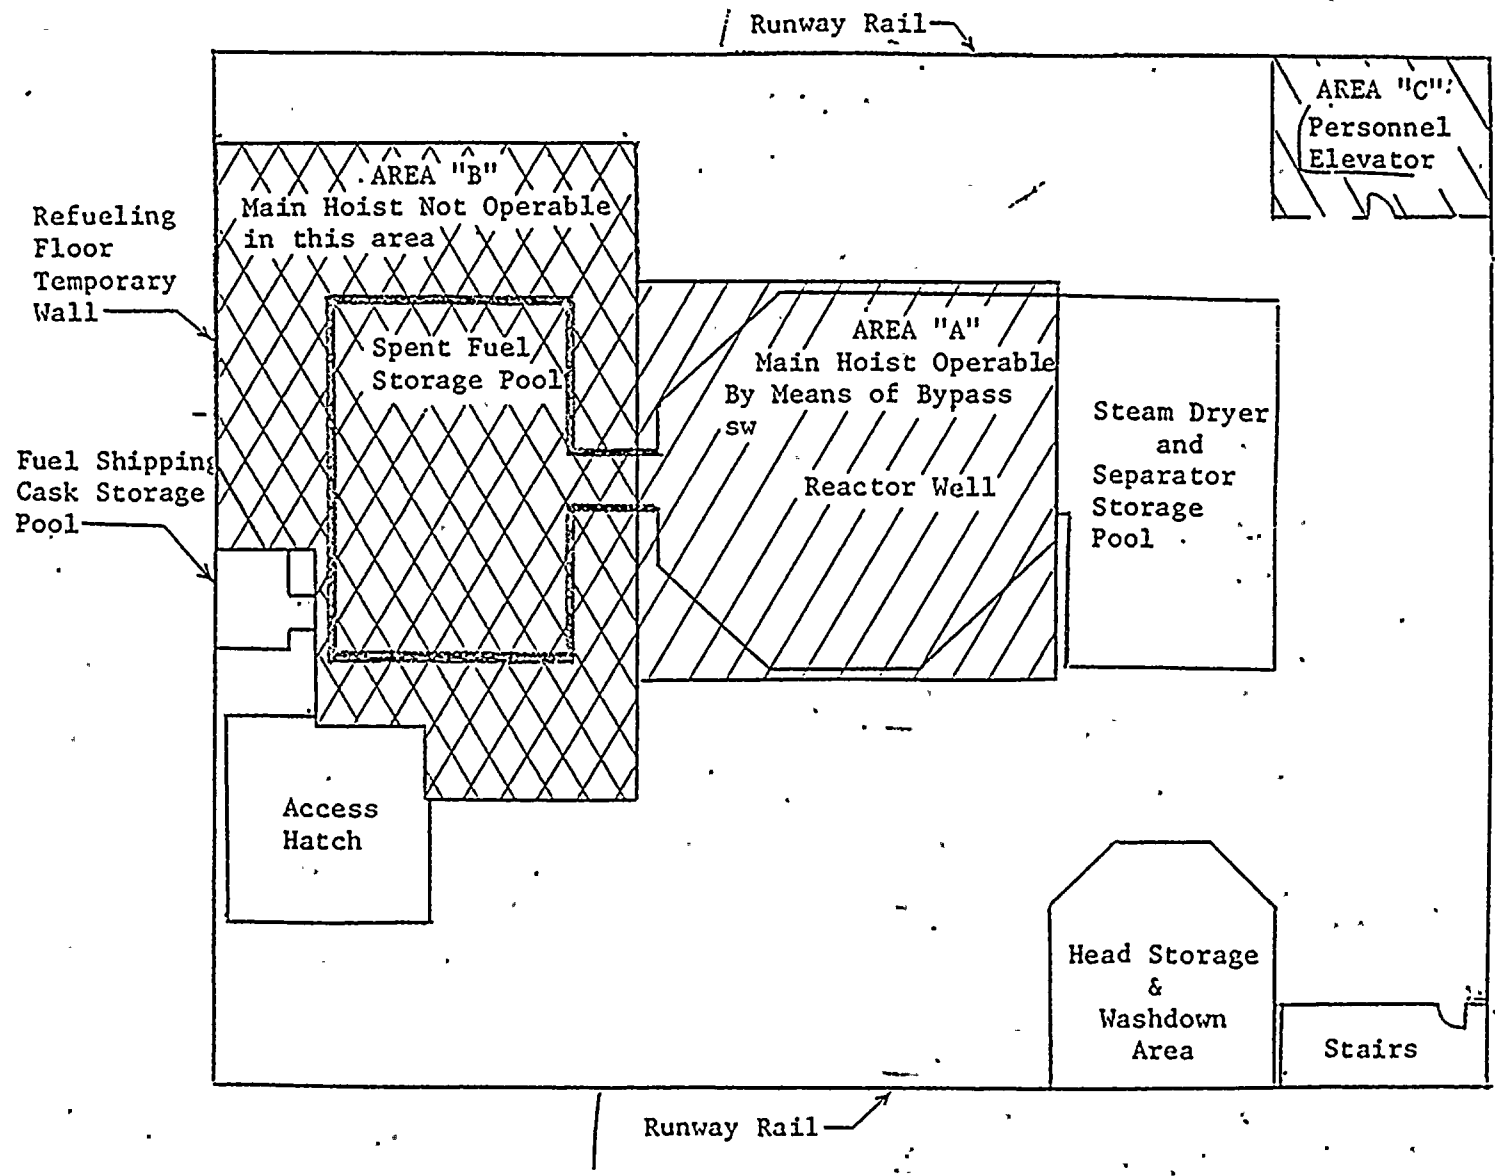 Runway Rail
AREA "C"
Personnel
Elevator
AREA "B"
Main Hoist Not Operable
in this area
Refueling
Floor
Temporary
Wall
Spent Fuel
Storage Pool
AREA "A"
Main Hoist Operable
By Means of Bypass
sw
Reactor Well
Steam Dryer
and
Separator
Storage
Pool
Fuel Shipping
Cask Storage
Pool
Access
Hatch
Head Storage
&
Washdown
Area
Stairs
Runway Rail